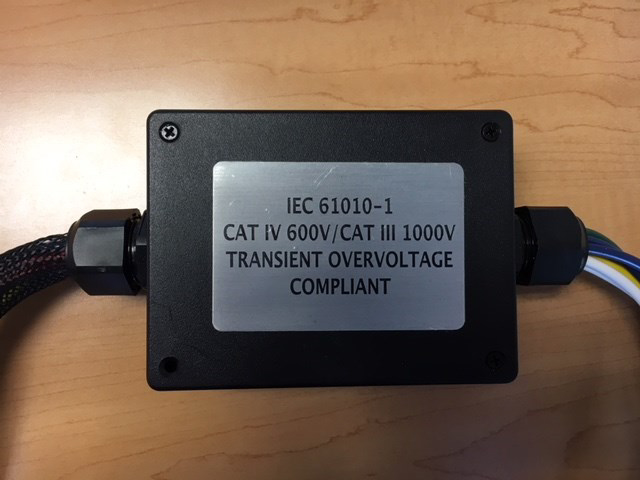 IEC 61010-1
CAT IV 600V/CAT III 1000V
TRANSIENT OVERVOLTAGE
COMPLIANT